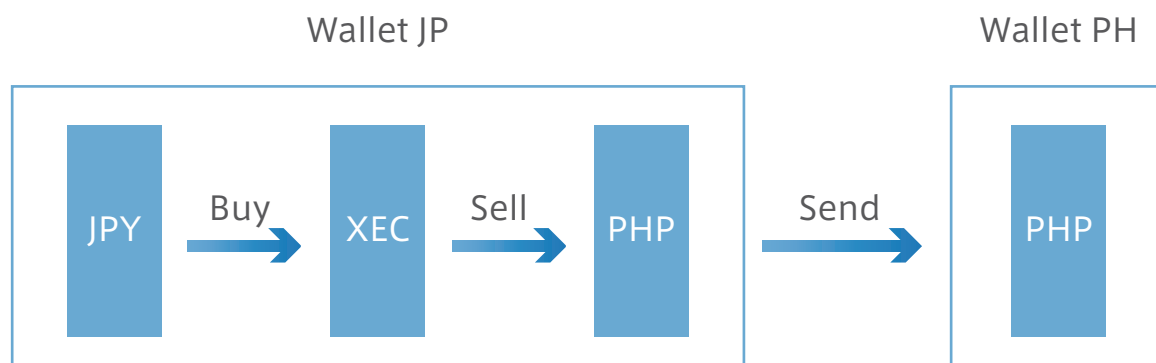 Wallet JP
Wallet PH
Buy
Sell
Send
JPY
XEC
PHP
PHP